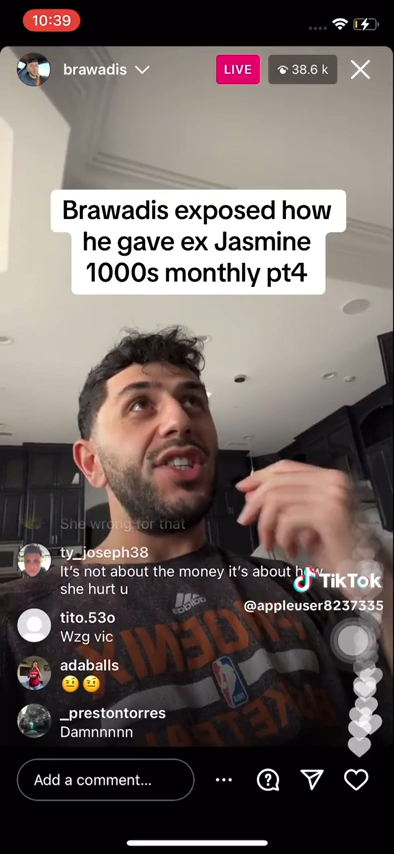 10:39
brawadis
LIVE
38.6 k
Brawadis exposed how
he gave ex Jasmine
1000s monthly pt4
She wrong for that
ty_joseph38
It's not about the money it's about how
she hurt u
TikTok
@appleuser8237335
tito.53o
Wzg vic
adaballs
🤨🤨
_prestontorres
Damnnnnn
adidas
PHOENIX
BASKETBALL
Add a comment...